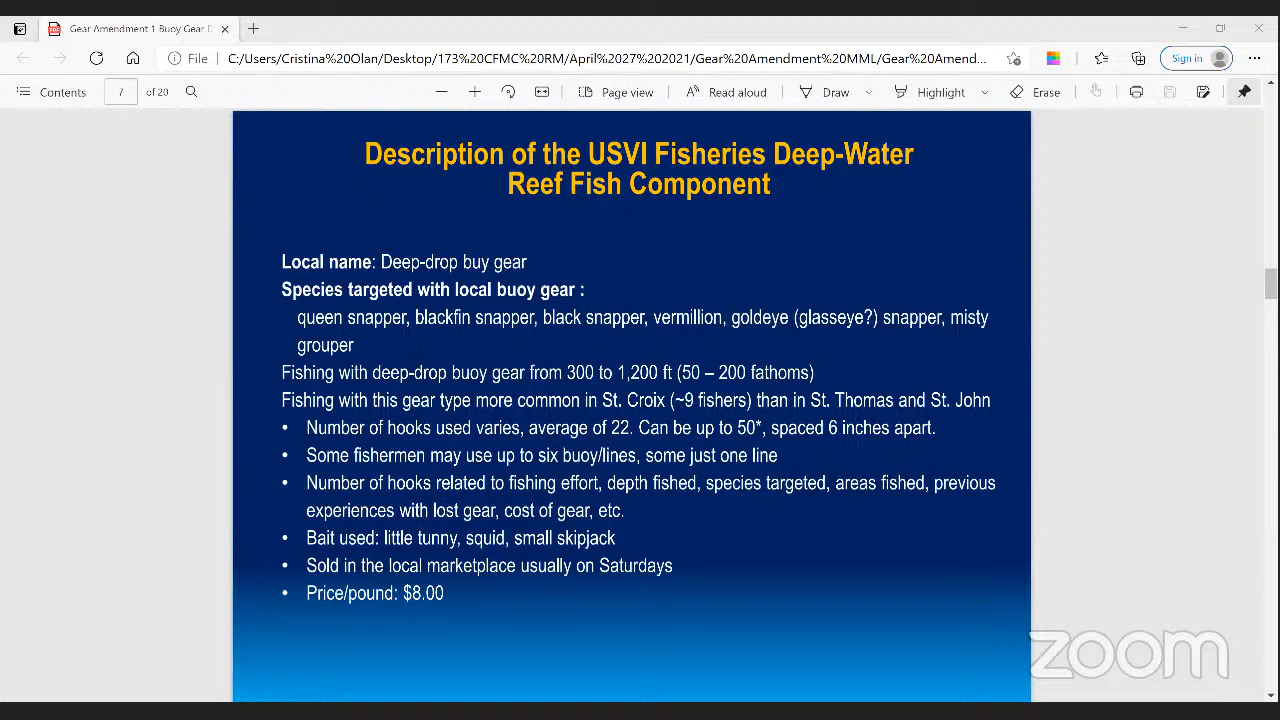 Gear Amendment 1 Buoy Gear
File
C:/Users/Cristina%20Olan/Desktop/173%20CFMC%20RM/April%2027%202021/Gear%20Amendment%20MML/Gear%20Amend...
Sign in
Contents
7
of 20
Page view
Read aloud
Draw
Highlight
Erase
Description of the USVI Fisheries Deep-Water
Reef Fish Component
Local name: Deep-drop buy gear
Species targeted with local buoy gear :
queen snapper, blackfin snapper, black snapper, vermillion, goldeye (glasseye?) snapper, misty
grouper
Fishing with deep-drop buoy gear from 300 to 1,200 ft (50 – 200 fathoms)
Fishing with this gear type more common in St. Croix (~9 fishers) than in St. Thomas and St. John
• Number of hooks used varies, average of 22. Can be up to 50*, spaced 6 inches apart.
• Some fishermen may use up to six buoy/lines, some just one line
• Number of hooks related to fishing effort, depth fished, species targeted, areas fished, previous
experiences with lost gear, cost of gear, etc.
• Bait used: little tunny, squid, small skipjack
• Sold in the local marketplace usually on Saturdays
• Price/pound: $8.00
zoom